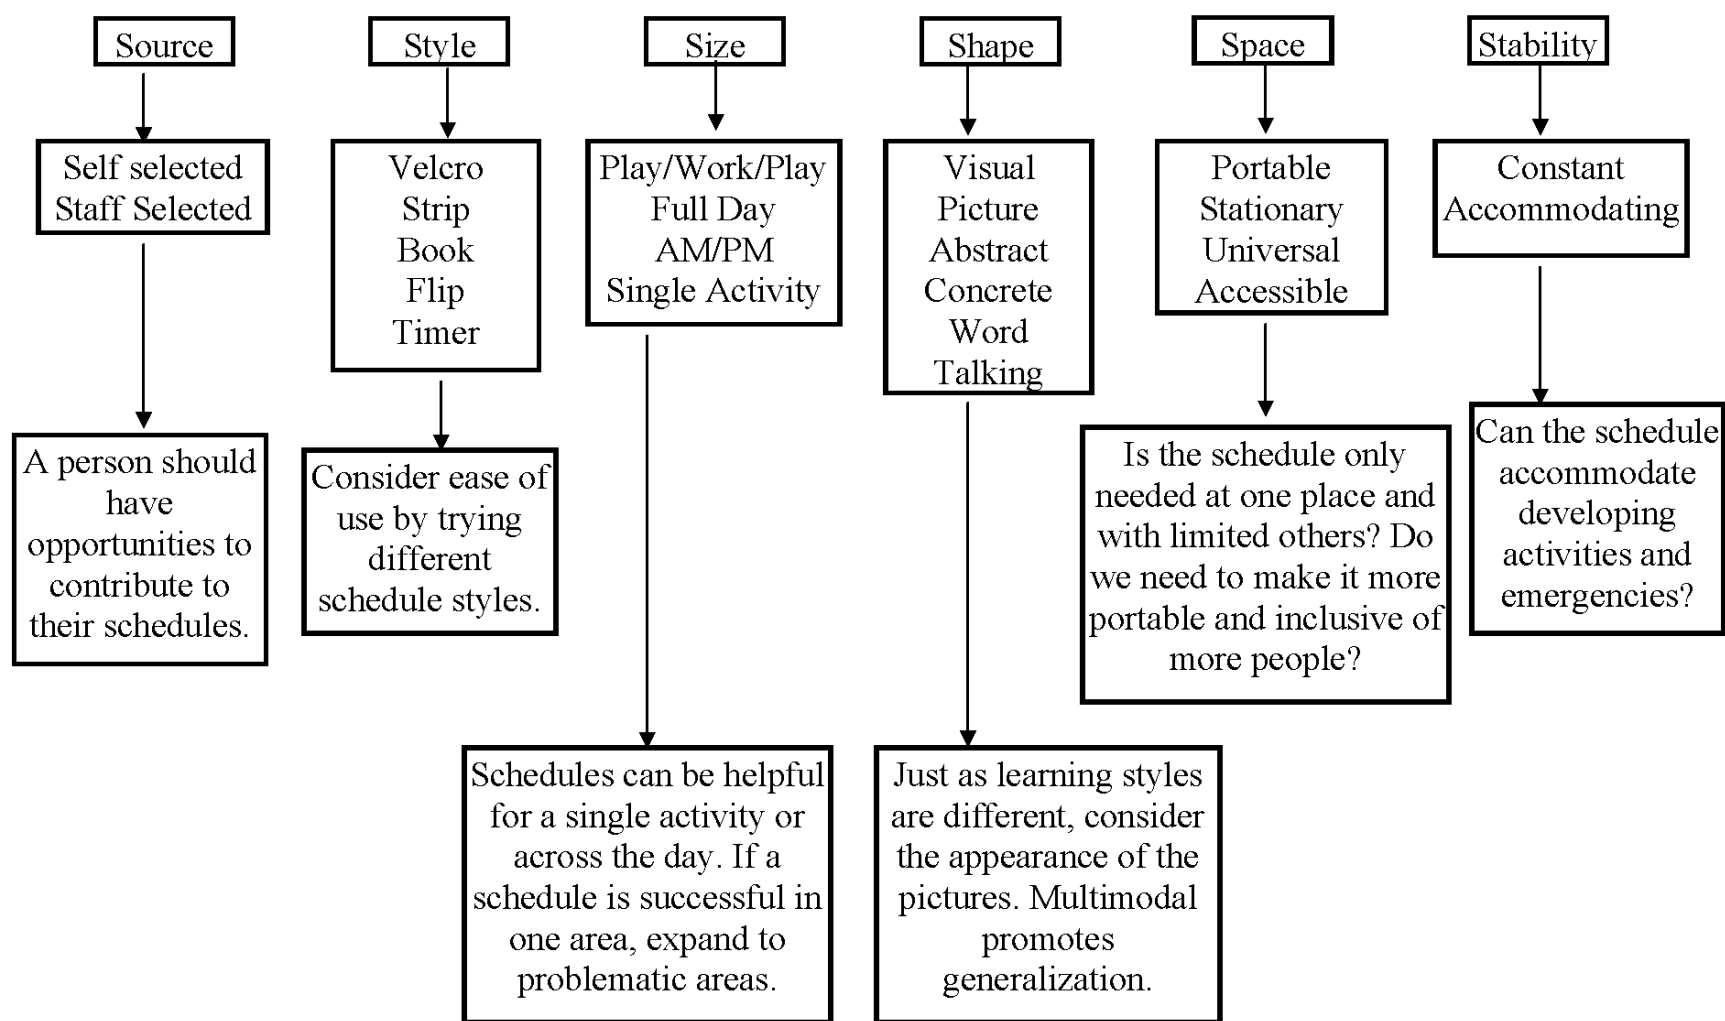 Source
Style
Size
Shape
Space
Stability
Self selected
Staff Selected
Velcro
Strip
Book
Flip
Timer
Play/Work/Play
Full Day
AM/PM
Single Activity
Visual
Picture
Abstract
Concrete
Word
Talking
Portable
Stationary
Universal
Accessible
Constant
Accommodating
A person should
have
opportunities to
contribute to
their schedules.
Consider ease of
use by trying
different
schedule styles.
Schedules can be helpful
for a single activity or
across the day. If a
schedule is successful in
one area, expand to
problematic areas.
Just as learning styles
are different, consider
the appearance of the
pictures. Multimodal
promotes
generalization.
Is the schedule only
needed at one place and
with limited others? Do
we need to make it more
portable and inclusive of
more people?
Can the schedule
accommodate
developing
activities and
emergencies?